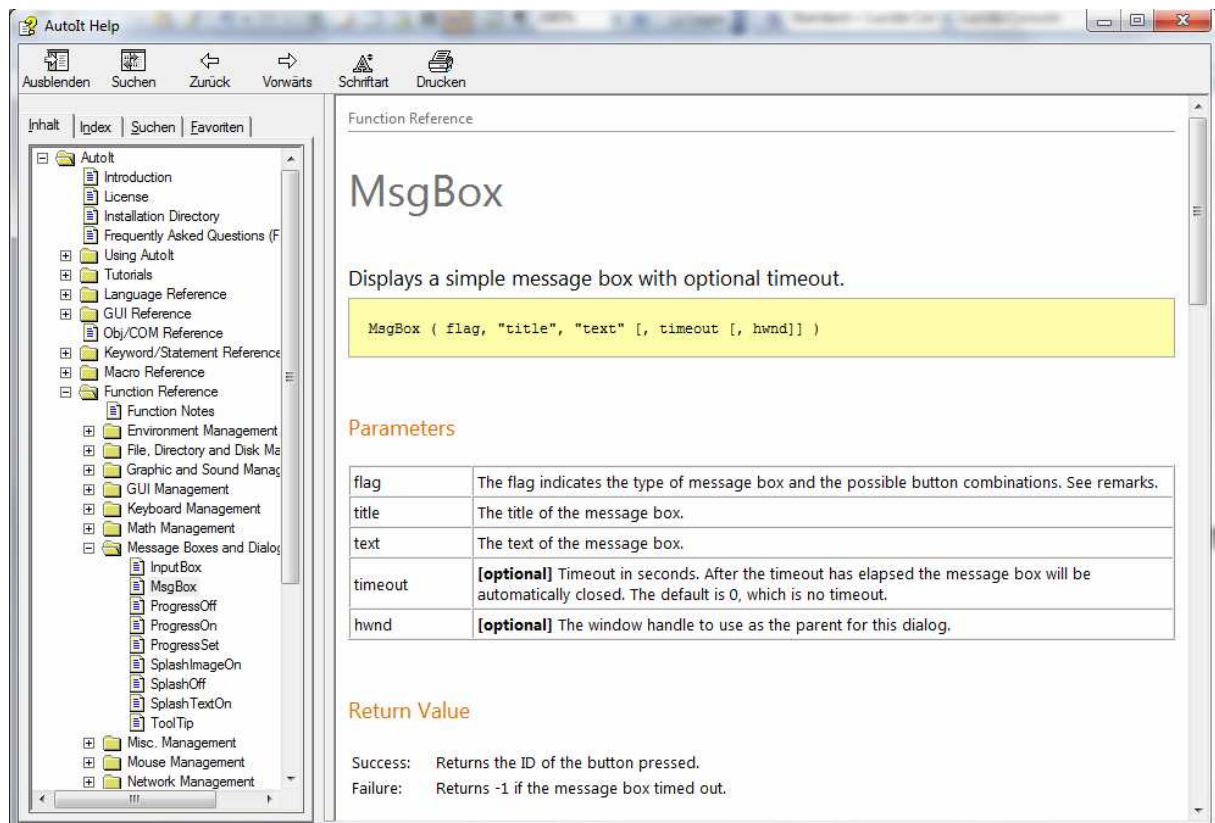 AutoIt Help
Ausblenden Suchen Zurück Vorwärts Schriftart Drucken
Inhalt Index Suchen Favoriten
AutoIt
Introduction
License
Installation Directory
Frequently Asked Questions (F
Using AutoIt
Tutorials
Language Reference
GUI Reference
Obj/COM Reference
Keyword/Statement Reference
Macro Reference
Function Reference
Function Notes
Environment Management
File, Directory and Disk Ma
Graphic and Sound Manag
GUI Management
Keyboard Management
Math Management
Message Boxes and Dialog
InputBox
MsgBox
ProgressOff
ProgressOn
ProgressSet
SplashImageOn
SplashOff
SplashTextOn
ToolTip
Misc. Management
Mouse Management
Network Management
Function Reference
MsgBox
Displays a simple message box with optional timeout.
MsgBox ( flag, "title", "text" [, timeout [, hwnd]] )
Parameters
flag The flag indicates the type of message box and the possible button combinations. See remarks.
title The title of the message box.
text The text of the message box.
timeout [optional] Timeout in seconds. After the timeout has elapsed the message box will be
automatically closed. The default is 0, which is no timeout.
hwnd [optional] The window handle to use as the parent for this dialog.
Return Value
Success: Returns the ID of the button pressed.
Failure: Returns -1 if the message box timed out.